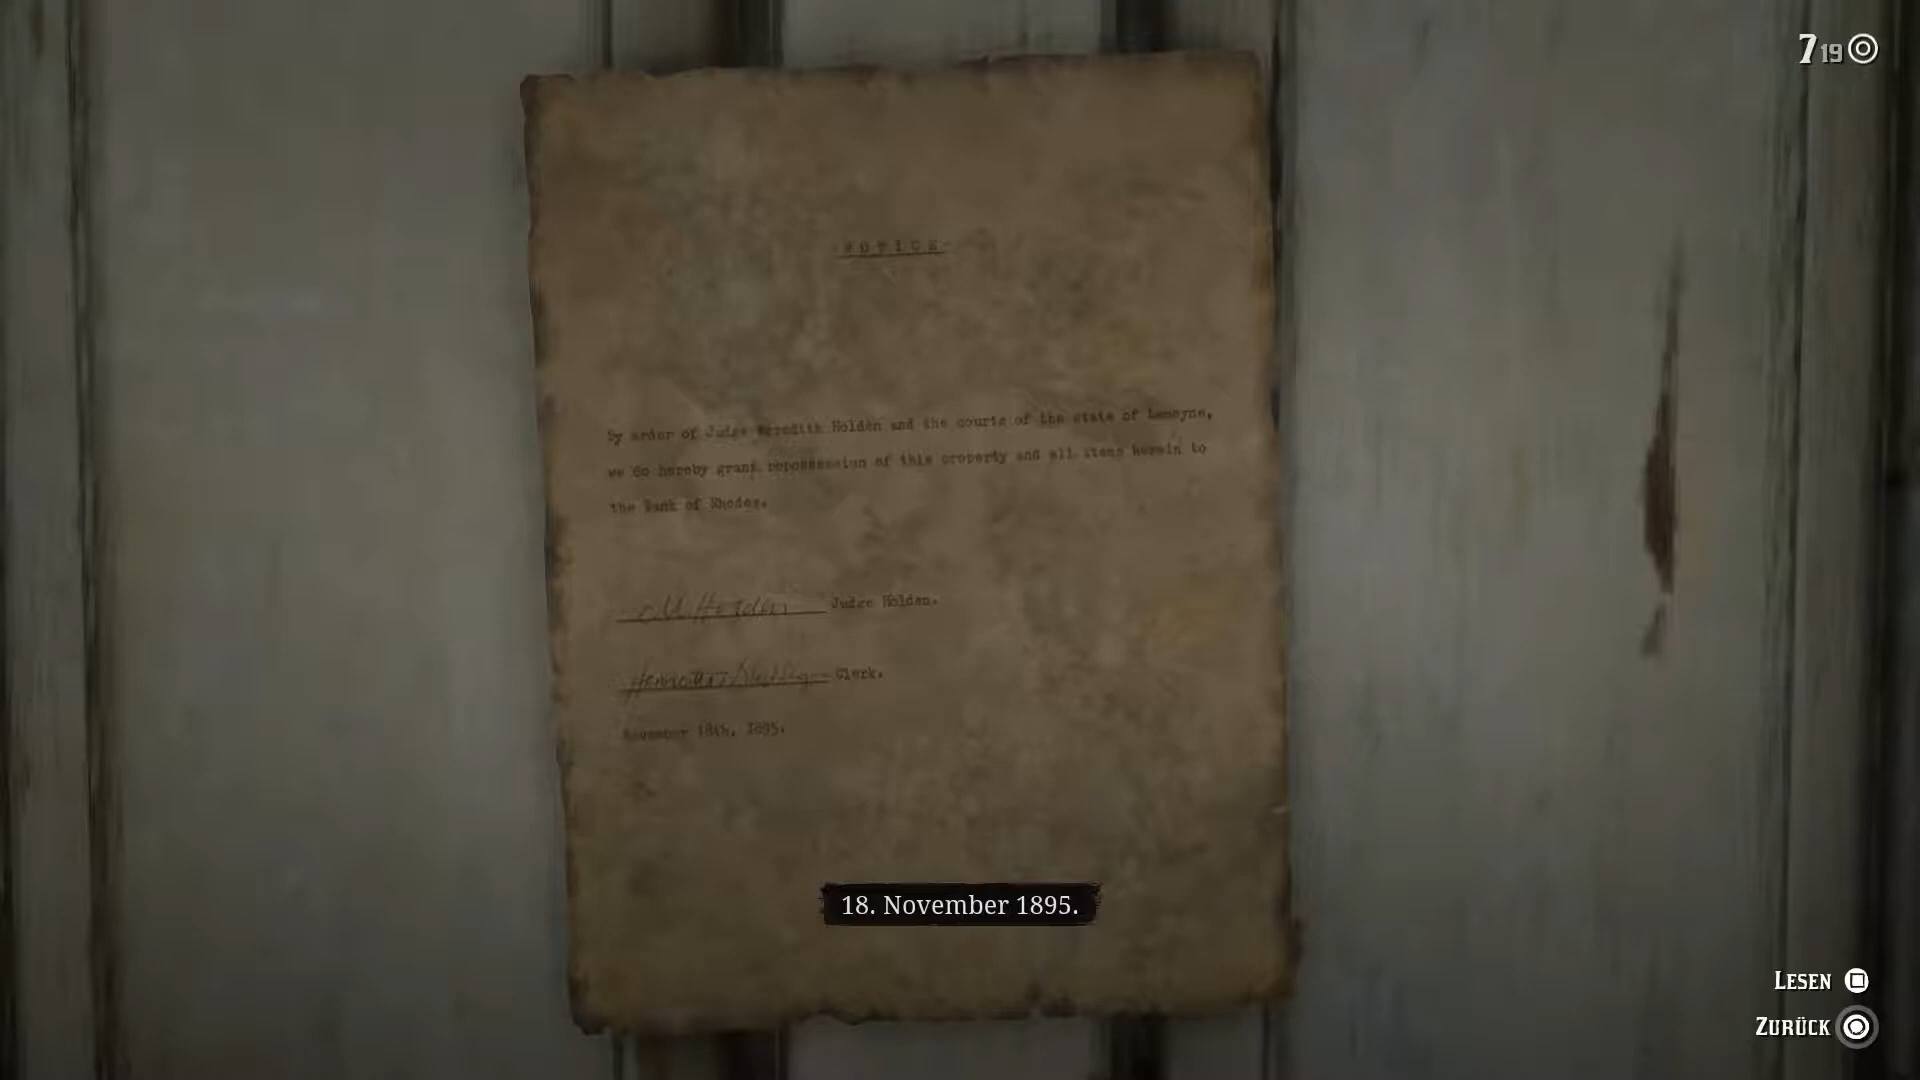 7 19
-NOTICE-
By order of Judge Meredith Holden and the courts of the state of Lemoyne,
we do hereby grant repossession of this property and all items herein to
the Bank of Rhodes.
M Holden Judge Holden.
Clerk.
November 18th, 1895.
18. November 1895.
LESEN
ZURÜCK